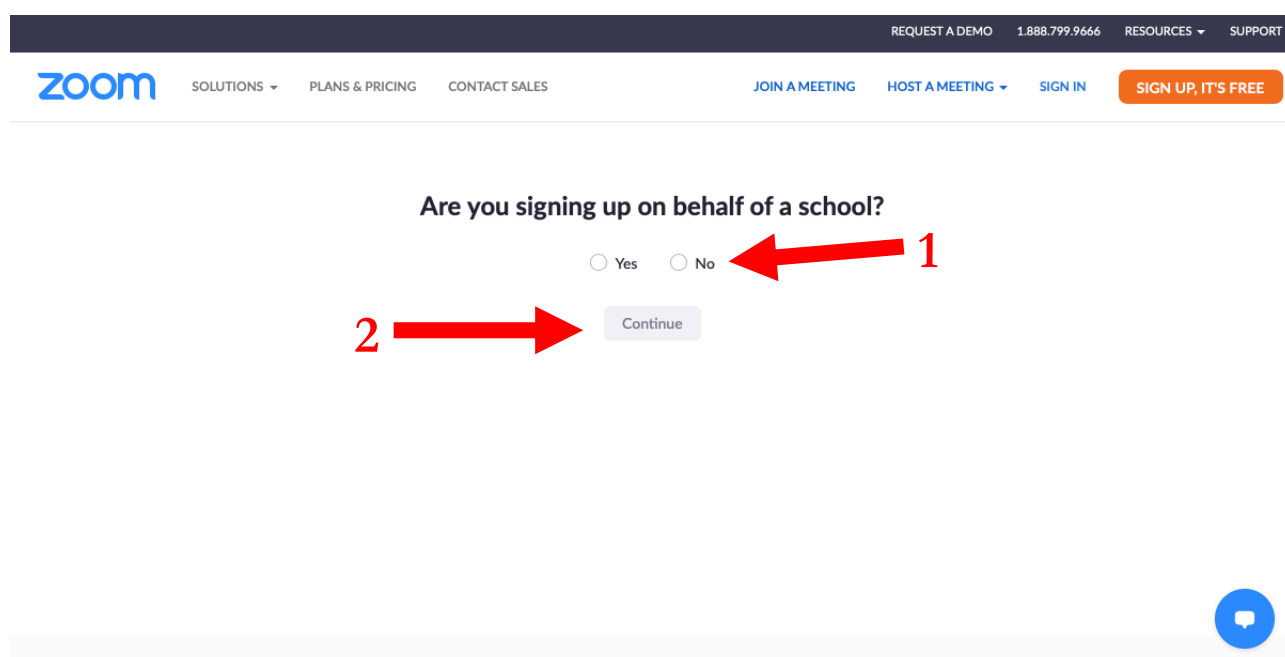 REQUEST A DEMO 1.888.799.9666 RESOURCES SUPPORT
zoom SOLUTIONS PLANS & PRICING CONTACT SALES JOIN A MEETING HOST A MEETING SIGN IN SIGN UP, IT'S FREE
Are you signing up on behalf of a school?
Yes No 1
2 Continue